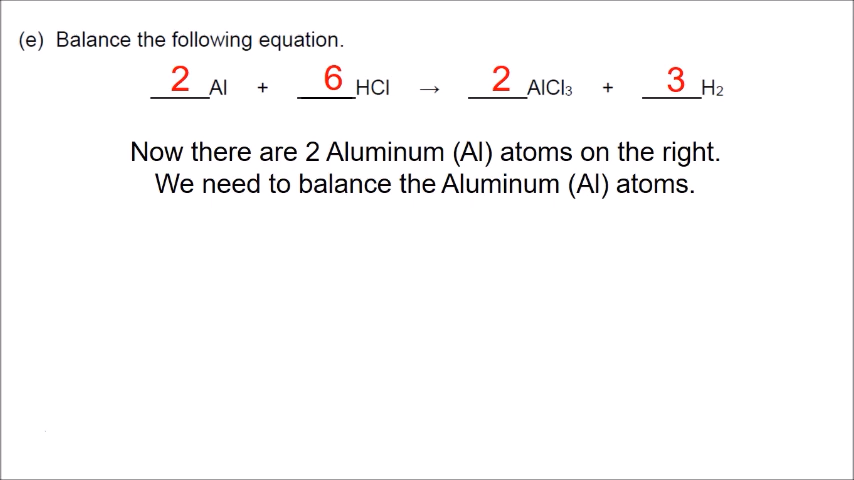 (e) Balance the following equation.
2 Al + 6 HCl → 2 AlCl₃ + 3 H₂
Now there are 2 Aluminum (Al) atoms on the right.
We need to balance the Aluminum (Al) atoms.